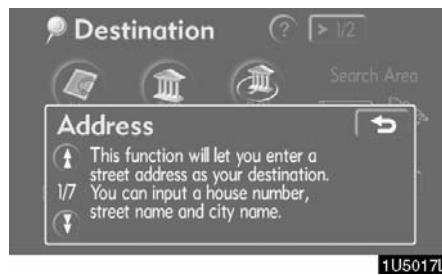 Destination
? > 1/2
Search Area
Address
This function will let you enter a
street address as your destination.
1/7 You can input a house number,
street name and city name.
1U5017L